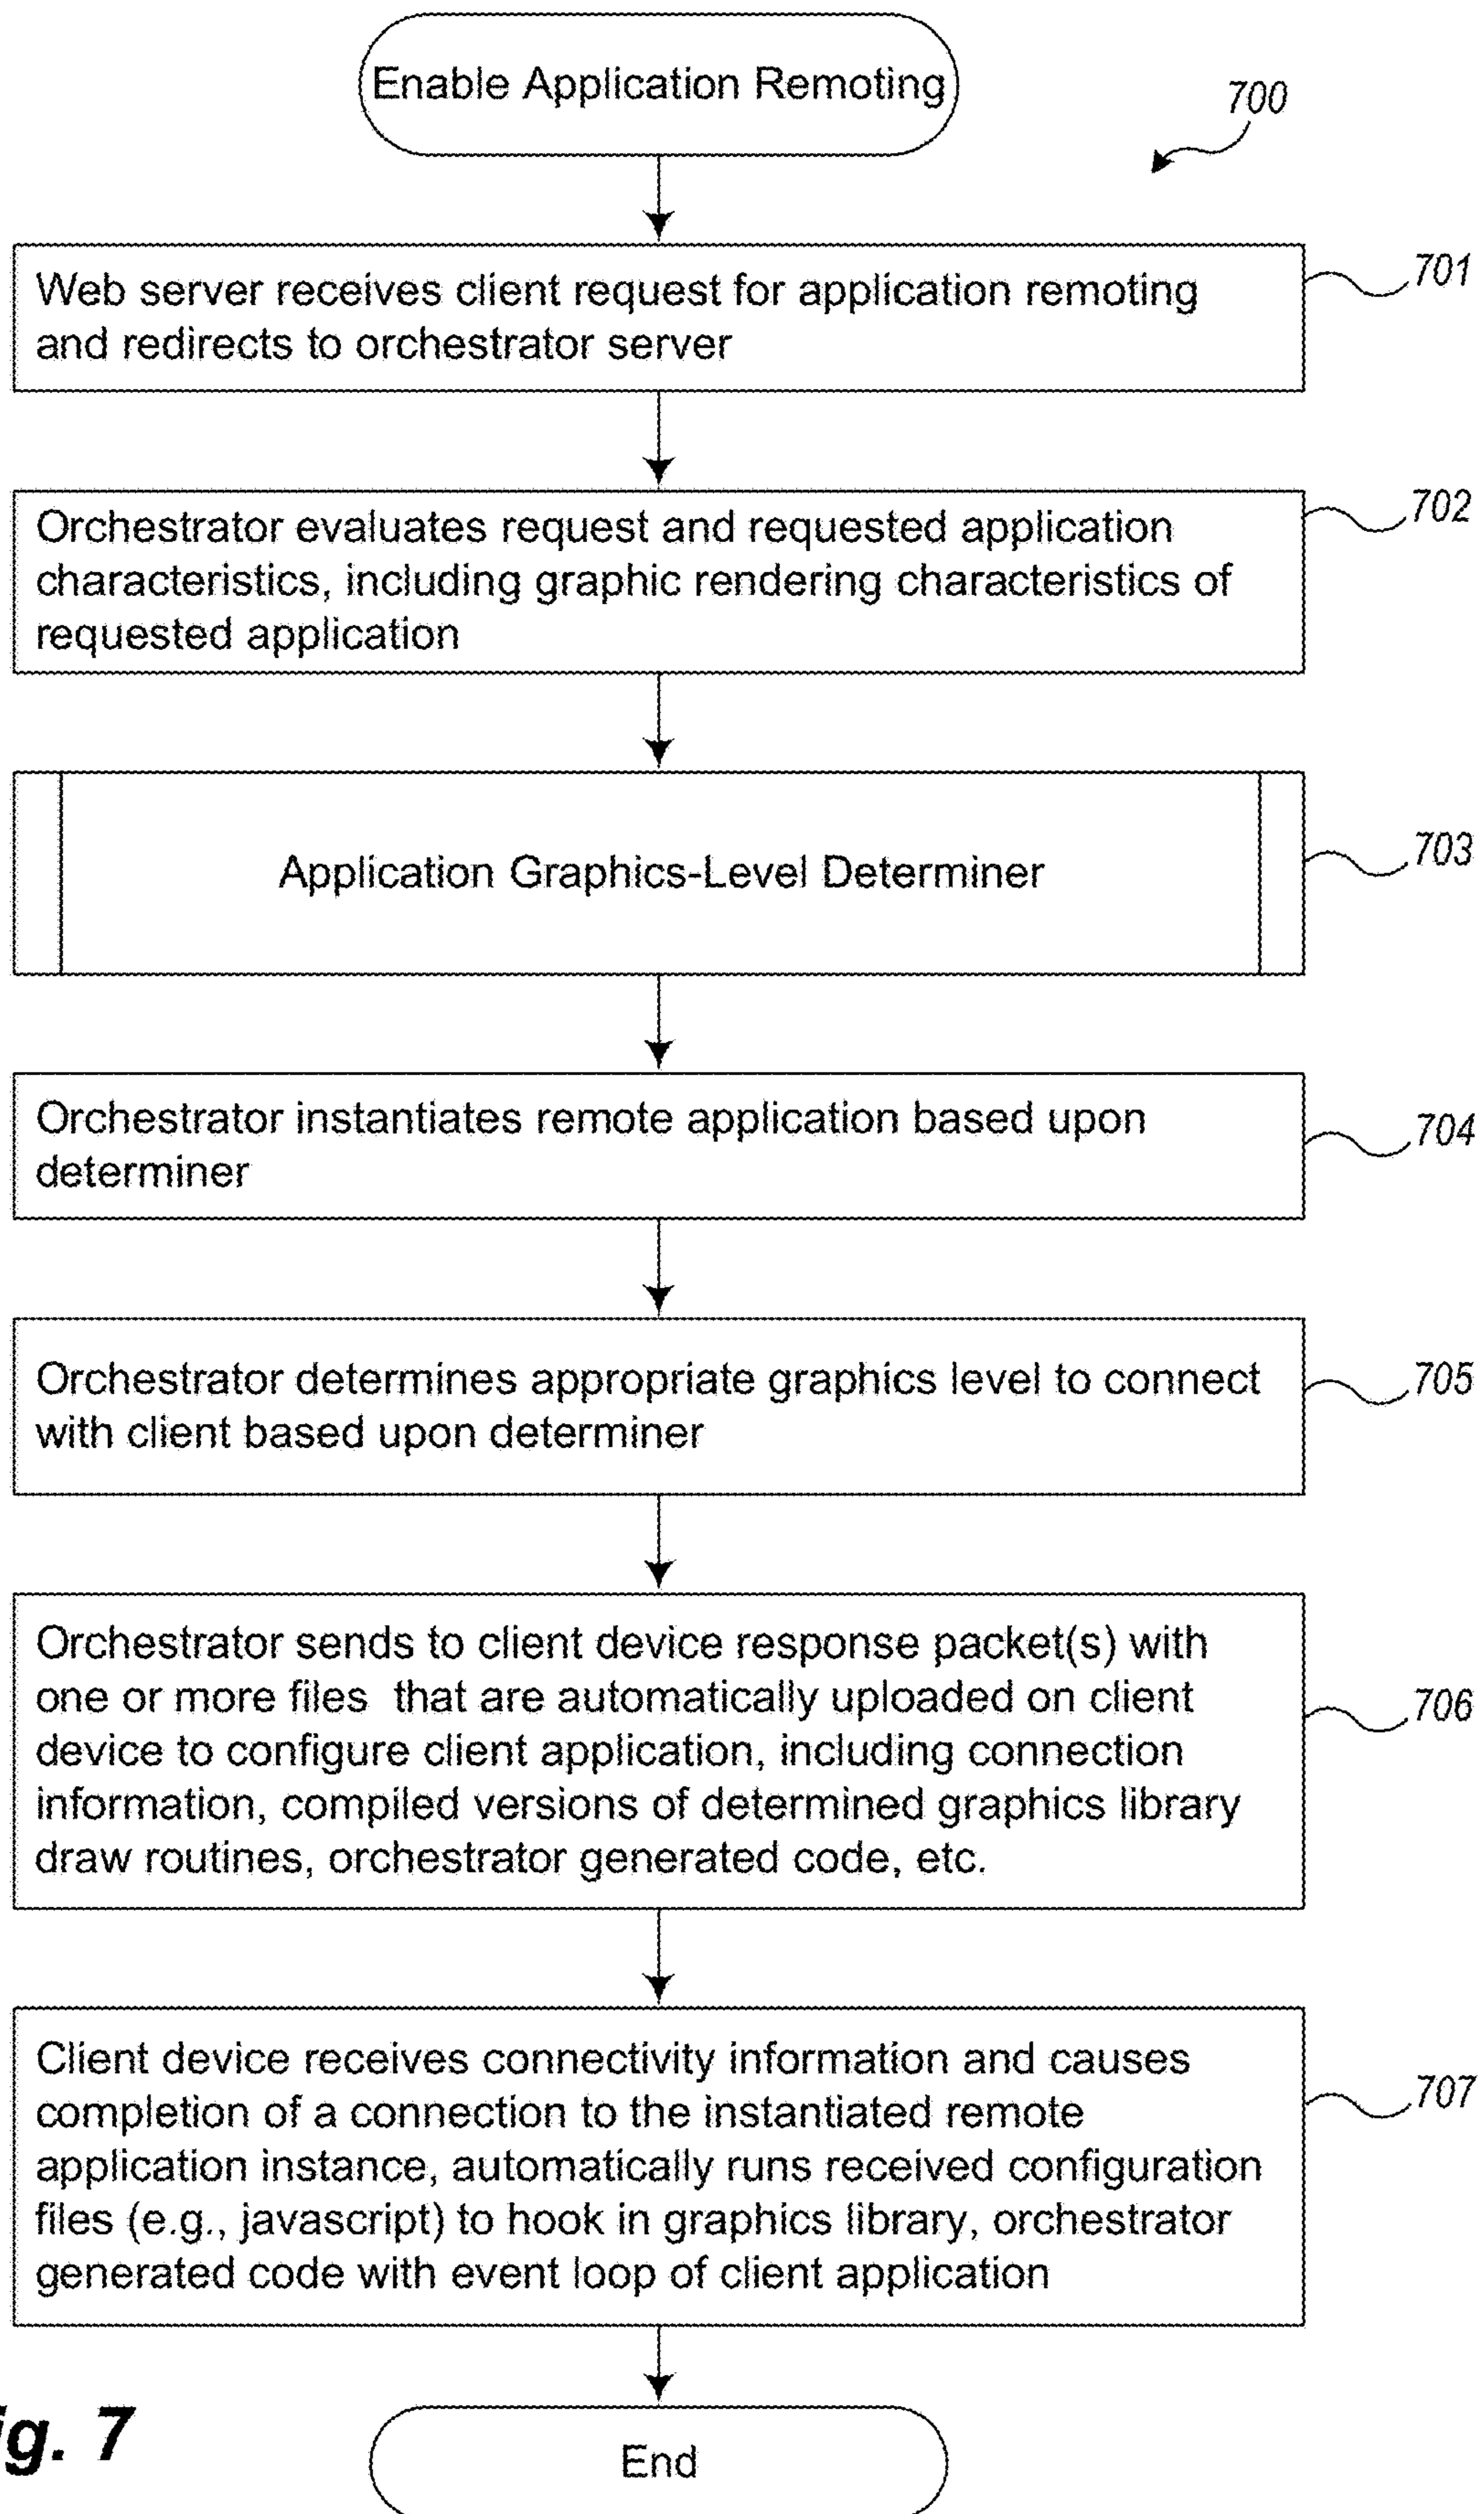 Enable Application Remoting
700
Web server receives client request for application remoting
and redirects to orchestrator server
701
Orchestrator evaluates request and requested application
characteristics, including graphic rendering characteristics of
requested application
702
Application Graphics-Level Determiner
703
Orchestrator instantiates remote application based upon
determiner
704
Orchestrator determines appropriate graphics level to connect
with client based upon determiner
705
Orchestrator sends to client device response packet(s) with
one or more files that are automatically uploaded on client
device to configure client application, including connection
information, compiled versions of determined graphics library
draw routines, orchestrator generated code, etc.
706
Client device receives connectivity information and causes
completion of a connection to the instantiated remote
application instance, automatically runs received configuration
files (e.g., javascript) to hook in graphics library, orchestrator
generated code with event loop of client application
707
ig. 7
End